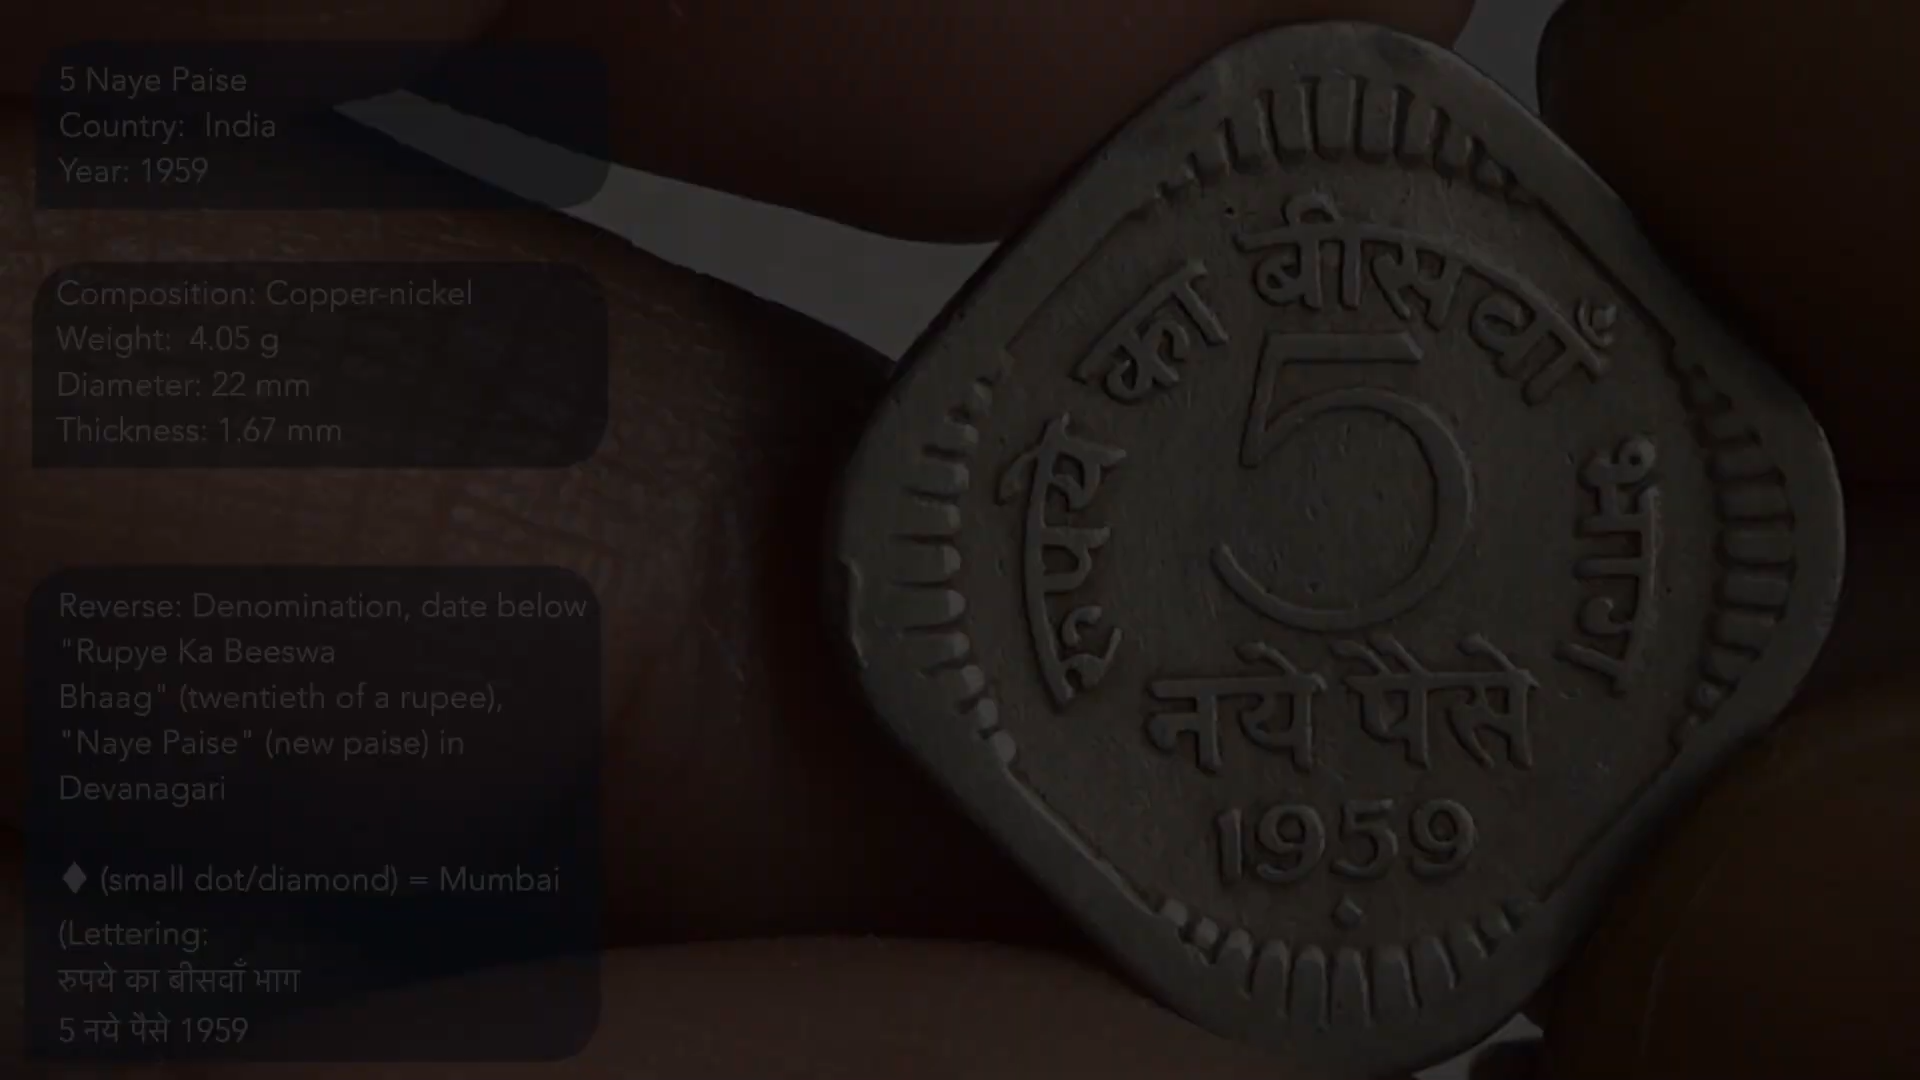 5 Naye Paise
Country: India
Year: 1959
Composition: Copper-nickel
Weight: 4.05 g
Diameter: 22 mm
Thickness: 1.67 mm
Reverse: Denomination, date below
"Rupye Ka Beeswa
Bhaag" (twentieth of a rupee),
"Naye Paise" (new paise) in
Devanagari
♦ (small dot/diamond) = Mumbai
(Lettering:
रुपये का बीसवाँ भाग
5 नये पैसे 1959
रुपये का बीसवाँ भाग
5
नये पैसे
1959